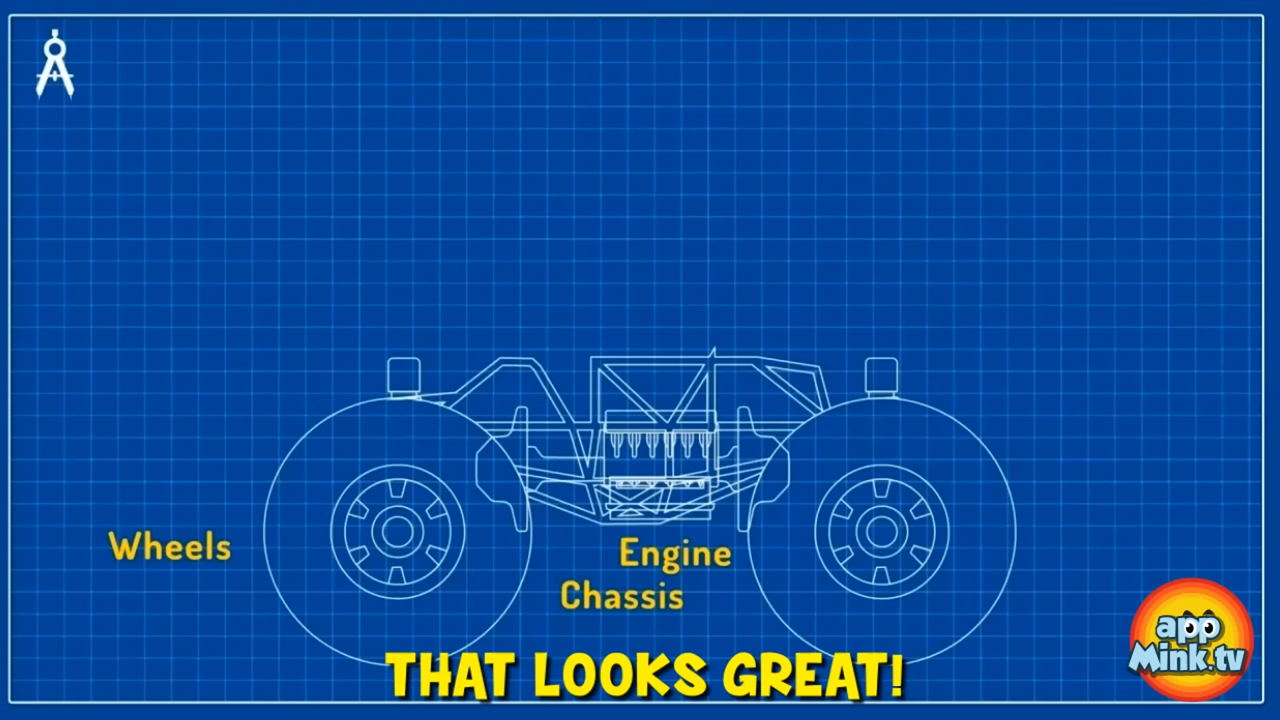 Wheels
Engine
Chassis
THAT LOOKS GREAT!
app
Mink.tv